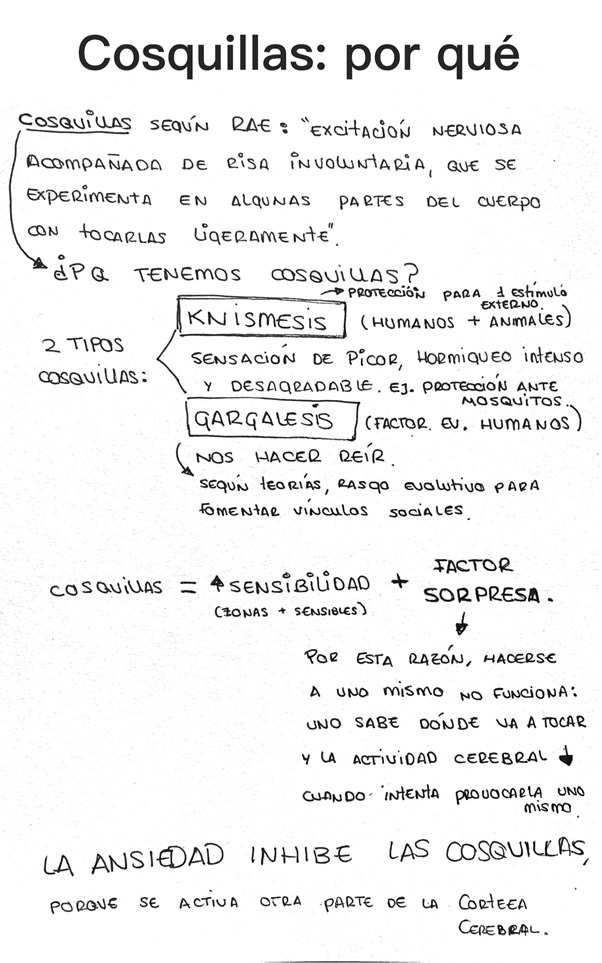 Cosquillas: por qué
COSQUILLAS SEGÚN RAE: "EXCITACIÓN NERVIOSA
ACOMPAÑADA DE RISA INVOLUNTARIA, QUE SE
EXPERIMENTA EN ALGUNAS PARTES DEL CUERPO
CON TOCARLAS LIGERAMENTE".
¿PQ TENEMOS COSQUILLAS?
→ PROTECCIÓN PARA 1 ESTÍMULO
EXTERNO.
KNISMESIS (HUMANOS + ANIMALES)
2 TIPOS
COSQUILLAS:
SENSACIÓN DE PICOR, HORMIGUEO INTENSO
Y DESAGRADABLE. EJ. PROTECCIÓN ANTE
MOSQUITOS.
GARGALESIS (FACTOR EV. HUMANOS)
NOS HACER REÍR.
SEGÚN TEORÍAS, RASGO EVOLUTIVO PARA
FOMENTAR VÍNCULOS SOCIALES.
COSQUILLAS = ↑ SENSIBILIDAD + FACTOR
SORPRESA.
(ZONAS + SENSIBLES)
↓
POR ESTA RAZÓN, HACERSE
A UNO MISMO NO FUNCIONA:
UNO SABE DÓNDE VA A TOCAR
Y LA ACTIVIDAD CEREBRAL ↓
CUANDO INTENTA PROVOCARLA UNO
MISMO.
LA ANSIEDAD INHIBE LAS COSQUILLAS,
PORQUE SE ACTIVA OTRA PARTE DE LA CORTEZA
CEREBRAL.